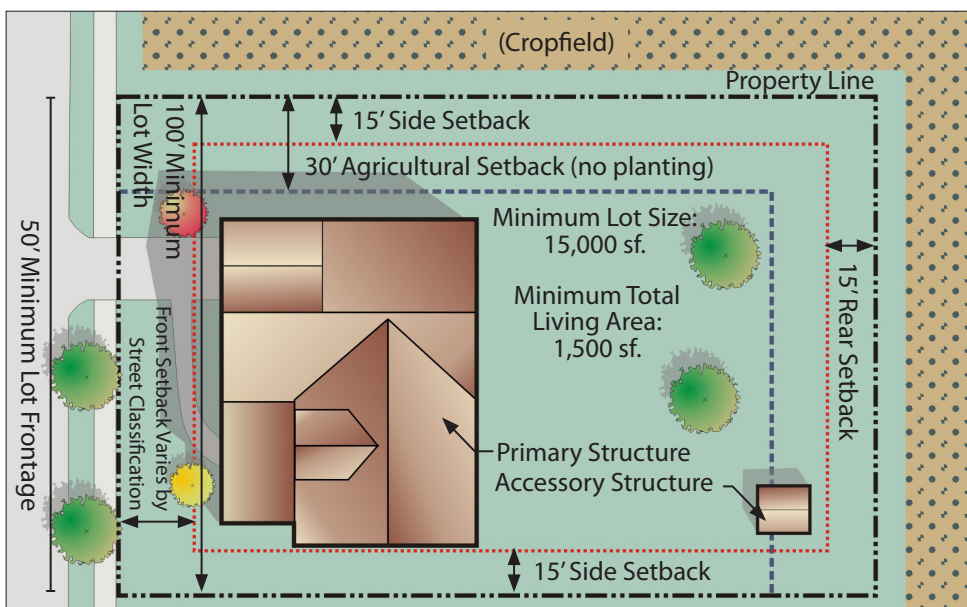 (Cropfield)
Property Line
15’ Side Setback
30’ Agricultural Setback (no planting)
100’ Minimum
Lot Width
50’ Minimum Lot Frontage
Minimum Lot Size:
15,000 sf.
Minimum Total
Living Area:
1,500 sf.
15’ Rear Setback
Front Setback Varies by
Street Classification
Primary Structure
Accessory Structure
15’ Side Setback